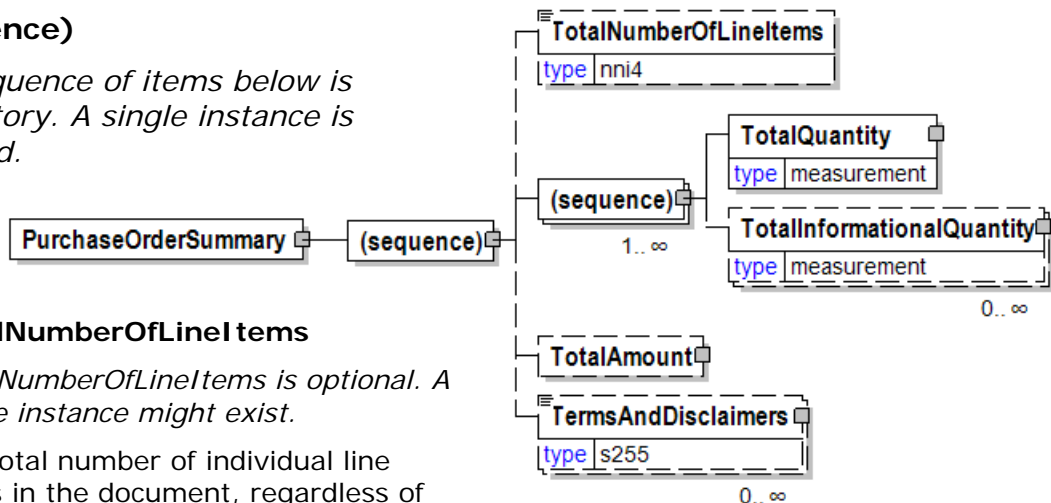 ence)
quence of items below is
tory. A single instance is
d.
PurchaseOrderSummary
(sequence)
TotalNumberOfLineItems
type nni4
(sequence)
1.. ∞
TotalQuantity
type measurement
TotalInformationalQuantity
type measurement
0.. ∞
TotalAmount
TermsAndDisclaimers
type s255
0.. ∞
lNumberOfLineItems
NumberOfLineItems is optional. A
e instance might exist.
otal number of individual line
s in the document, regardless of